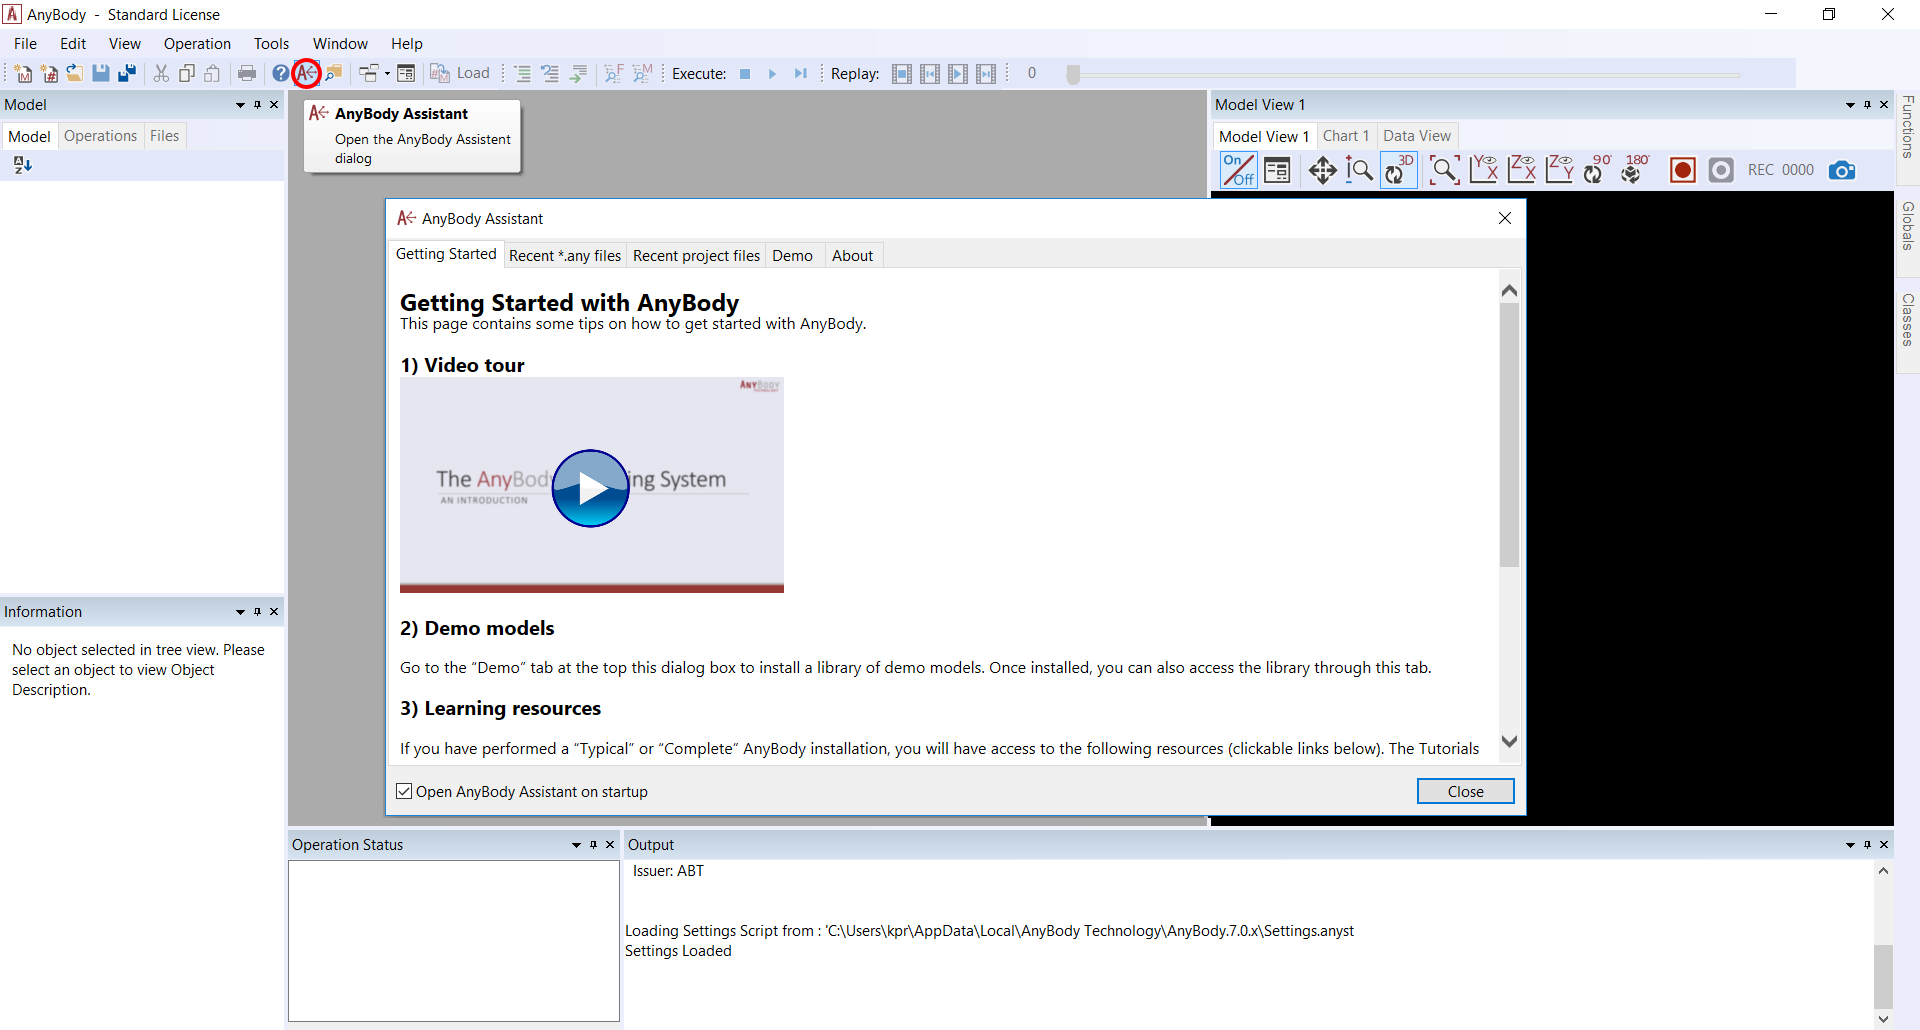 AnyBody - Standard License
File Edit View Operation Tools Window Help
Load Execute: Replay: 0
Model
Model Operations Files
AnyBody Assistant
Open the AnyBody Assistent
dialog
Model View 1
Model View 1 Chart 1 Data View
On Off 3D Y X Z X Z Y 90° 180° REC 0000
Functions
Globals
Classes
AnyBody Assistant
Getting Started Recent *.any files Recent project files Demo About
Getting Started with AnyBody
This page contains some tips on how to get started with AnyBody.
1) Video tour
ANYBODY
The AnyBod ing System
AN INTRODUCTION
2) Demo models
Go to the “Demo” tab at the top this dialog box to install a library of demo models. Once installed, you can also access the library through this tab.
3) Learning resources
If you have performed a “Typical” or “Complete” AnyBody installation, you will have access to the following resources (clickable links below). The Tutorials
Open AnyBody Assistant on startup
Close
Information
No object selected in tree view. Please
select an object to view Object
Description.
Operation Status
Output
Issuer: ABT
Loading Settings Script from : 'C:\Users\kpr\AppData\Local\AnyBody Technology\AnyBody.7.0.x\Settings.anyst
Settings Loaded